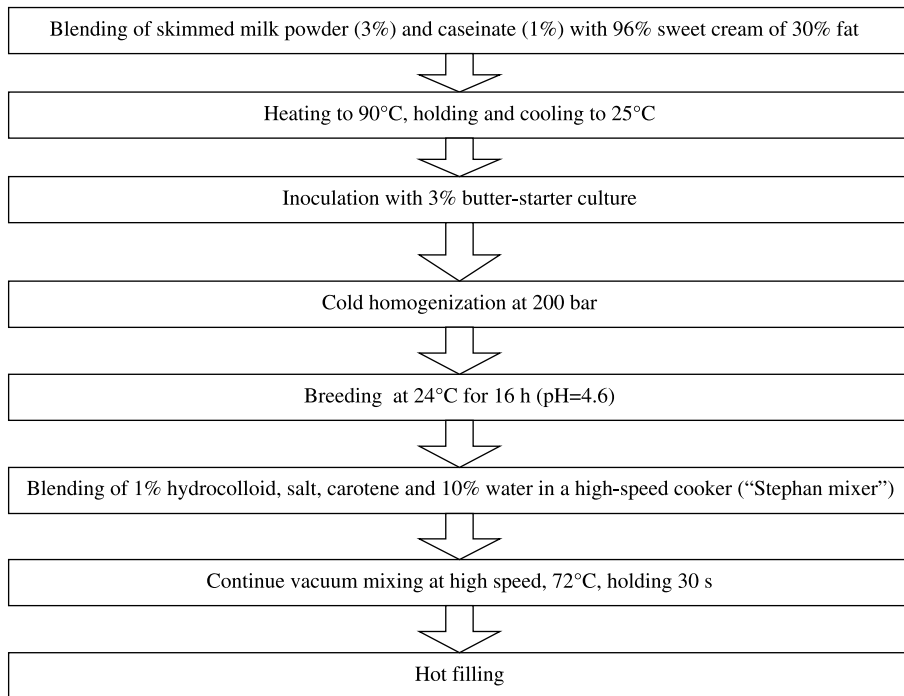 Blending of skimmed milk powder (3%) and caseinate (1%) with 96% sweet cream of 30% fat
Heating to 90°C, holding and cooling to 25°C
Inoculation with 3% butter-starter culture
Cold homogenization at 200 bar
Breeding at 24°C for 16 h (pH=4.6)
Blending of 1% hydrocolloid, salt, carotene and 10% water in a high-speed cooker (“Stephan mixer”)
Continue vacuum mixing at high speed, 72°C, holding 30 s
Hot filling